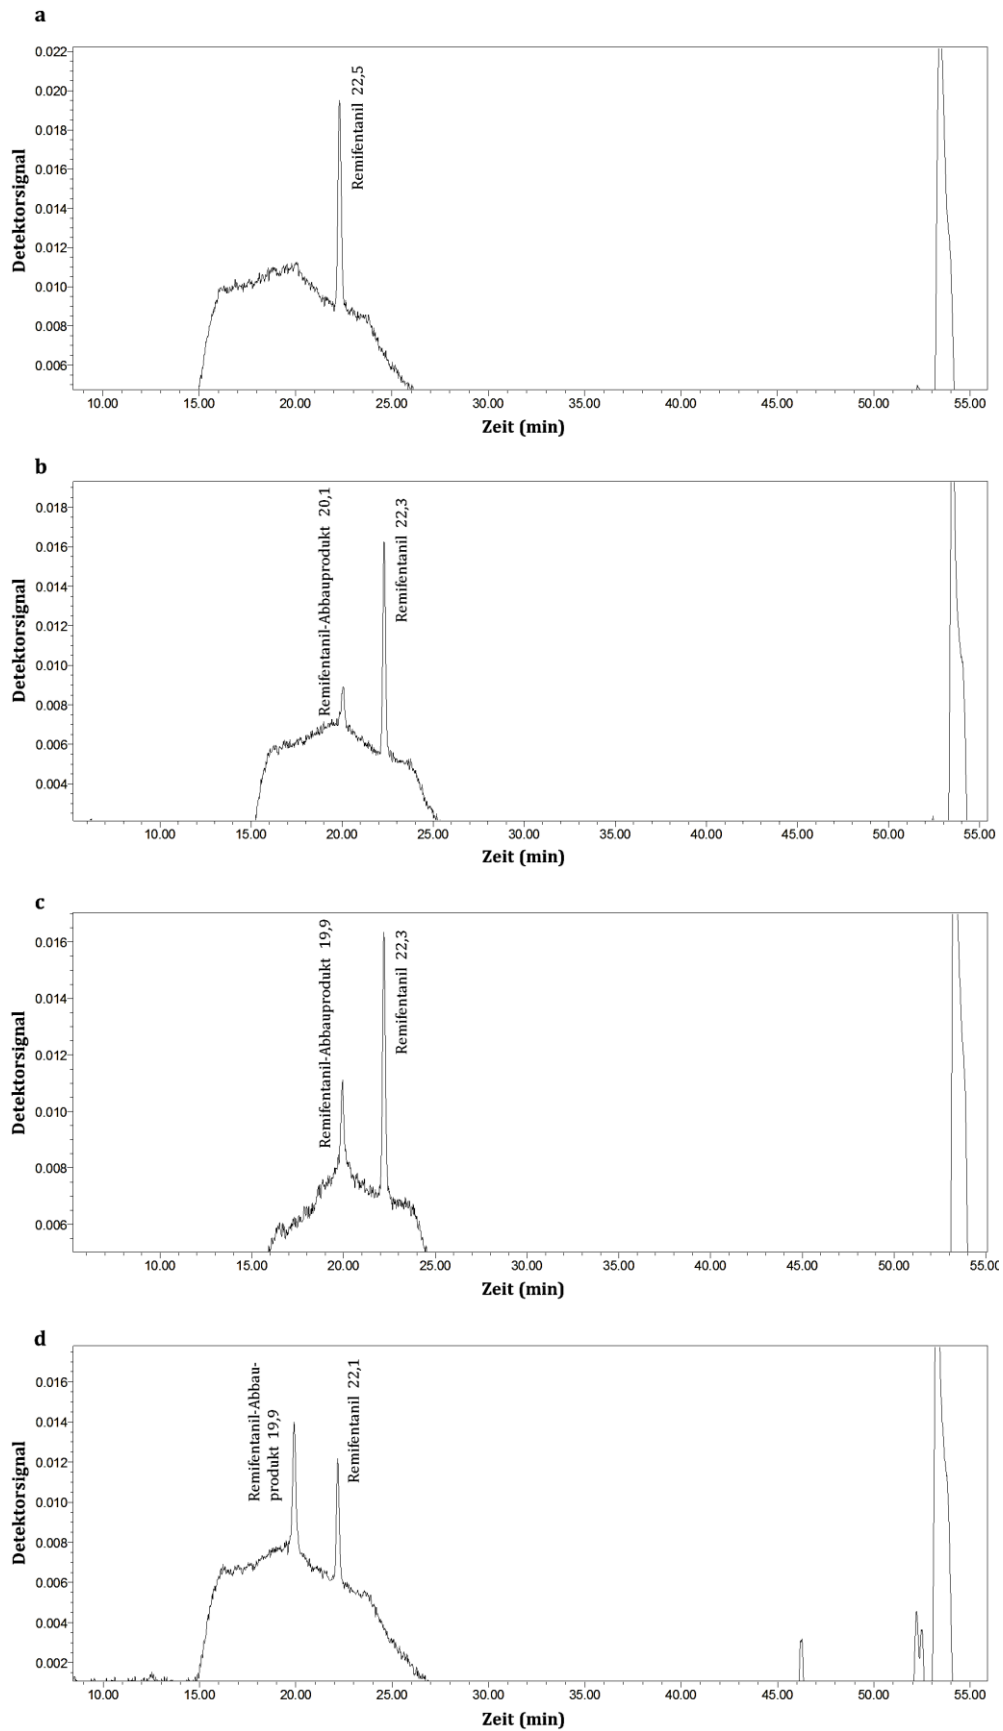 a
0.022
0.020
0.018
0.016
0.014
0.012
0.010
0.008
0.006
Detektorsignal
Remifentanil 22,5
10.00 15.00 20.00 25.00 30.00 35.00 40.00 45.00 50.00 55.00
Zeit (min)
b
0.018
0.016
0.014
0.012
0.010
0.008
0.006
0.004
Detektorsignal
Remifentanil-Abbauprodukt 20,1
Remifentanil 22,3
10.00 15.00 20.00 25.00 30.00 35.00 40.00 45.00 50.00 55.00
Zeit (min)
c
0.016
0.014
0.012
0.010
0.008
0.006
Detektorsignal
Remifentanil-Abbauprodukt 19,9
Remifentanil 22,3
10.00 15.00 20.00 25.00 30.00 35.00 40.00 45.00 50.00 55.00
Zeit (min)
d
0.016
0.014
0.012
0.010
0.008
0.006
0.004
0.002
Detektorsignal
Remifentanil-Abbau-
produkt 19,9
Remifentanil 22,1
10.00 15.00 20.00 25.00 30.00 35.00 40.00 45.00 50.00 55.00
Zeit (min)